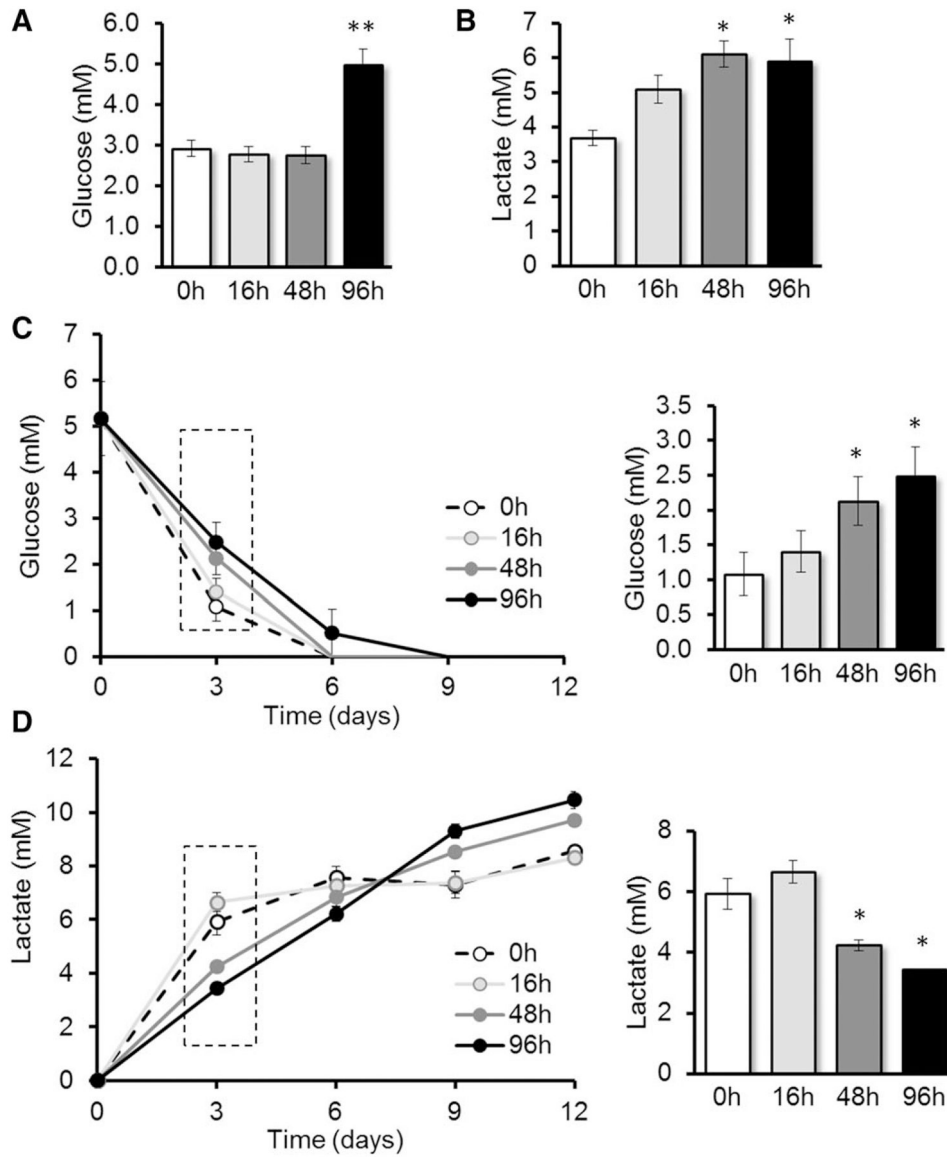 A
Glucose (mM)
6.0
5.0
4.0
3.0
2.0
1.0
0.0
**
0h 16h 48h 96h
B
Lactate (mM)
7
6
5
4
3
2
1
0
* *
0h 16h 48h 96h
C
Glucose (mM)
7
6
5
4
3
2
1
0
0 3 6 9 12
Time (days)
0h
16h
48h
96h
Glucose (mM)
3.5
3.0
2.5
2.0
1.5
1.0
0.5
0.0
* *
0h 16h 48h 96h
D
Lactate (mM)
12
10
8
6
4
2
0
0 3 6 9 12
Time (days)
0h
16h
48h
96h
Lactate (mM)
8
6
4
2
0
* *
0h 16h 48h 96h